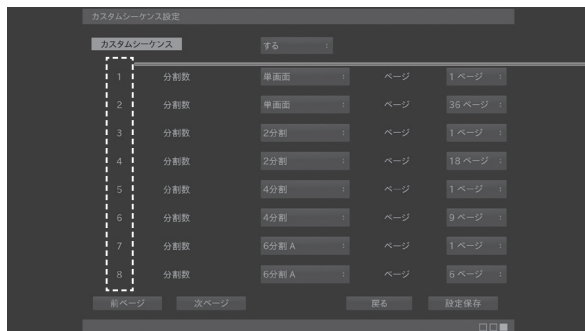 カスタムシーケンス設定
カスタムシーケンス する
1 分割数 単画面 ページ 1 ページ
2 分割数 単画面 ページ 36 ページ
3 分割数 2分割 ページ 1 ページ
4 分割数 2分割 ページ 18 ページ
5 分割数 4分割 ページ 1 ページ
6 分割数 4分割 ページ 9 ページ
7 分割数 6分割 A ページ 1 ページ
8 分割数 6分割 A ページ 6 ページ
前ページ 次ページ 戻る 設定保存